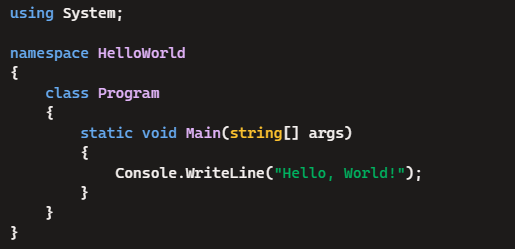 using System;

namespace HelloWorld
{
    class Program
    {
        static void Main(string[] args)
        {
            Console.WriteLine("Hello, World!");
        }
    }
}